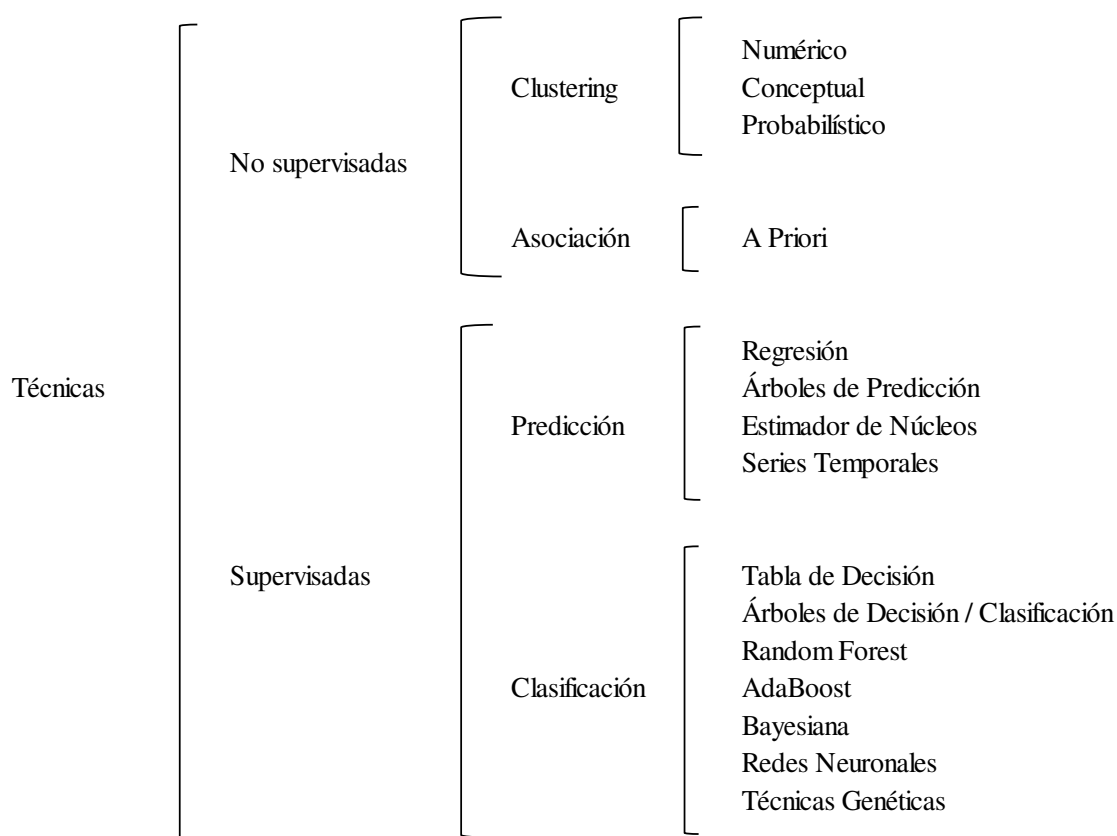 Técnicas
No supervisadas
Clustering
Numérico
Conceptual
Probabilístico
Asociación
A Priori
Supervisadas
Predicción
Regresión
Árboles de Predicción
Estimador de Núcleos
Series Temporales
Clasificación
Tabla de Decisión
Árboles de Decisión / Clasificación
Random Forest
AdaBoost
Bayesiana
Redes Neuronales
Técnicas Genéticas